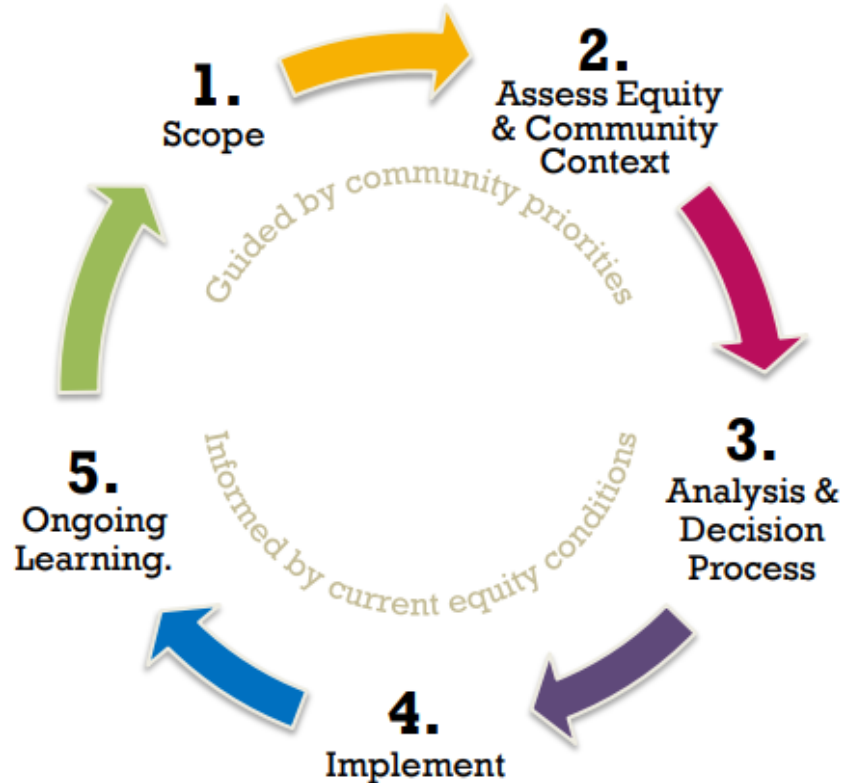 1.
Scope
2.
Assess Equity
& Community
Context
Guided by community priorities
3.
Analysis &
Decision
Process
4.
Implement
5.
Ongoing
Learning.
Informed by current equity conditions